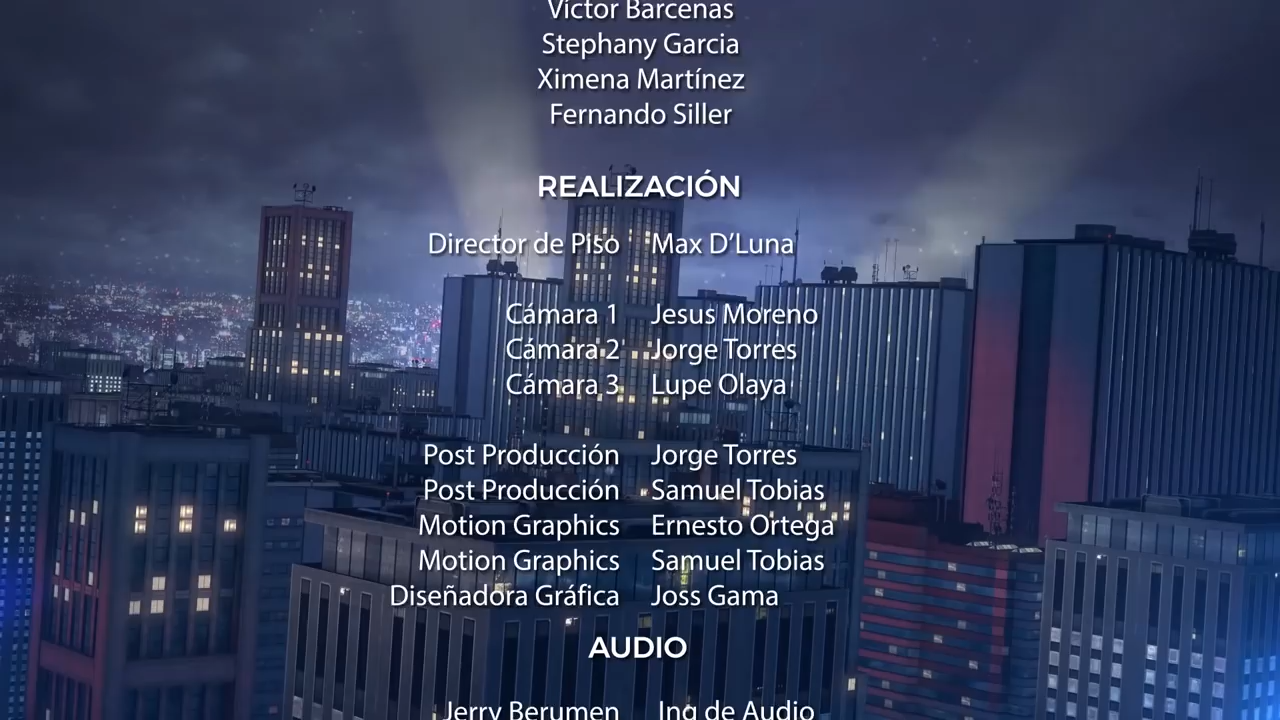 Víctor Barcenas
Stephany Garcia
Ximena Martínez
Fernando Siller
REALIZACIÓN
Director de Piso Max D’Luna
Cámara 1 Jesus Moreno
Cámara 2 Jorge Torres
Cámara 3 Lupe Olaya
Post Producción Jorge Torres
Post Producción Samuel Tobias
Motion Graphics Ernesto Ortega
Motion Graphics Samuel Tobias
Diseñadora Gráfica Joss Gama
AUDIO
Jerry Berumen Ing de Audio